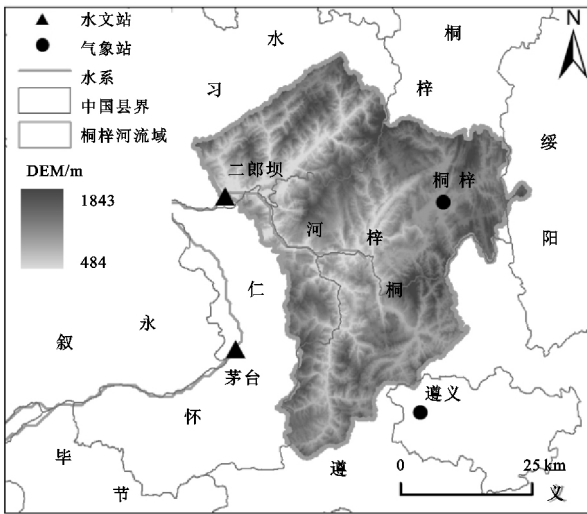 水文站
气象站
水系
中国县界
桐梓河流域
DEM/m
1843
484
N
水
习
桐
梓
绥
阳
二郎坝
桐梓
河
梓
桐
仁
永
叙
茅台
怀
遵义
毕
节
遵
义
0
25 km